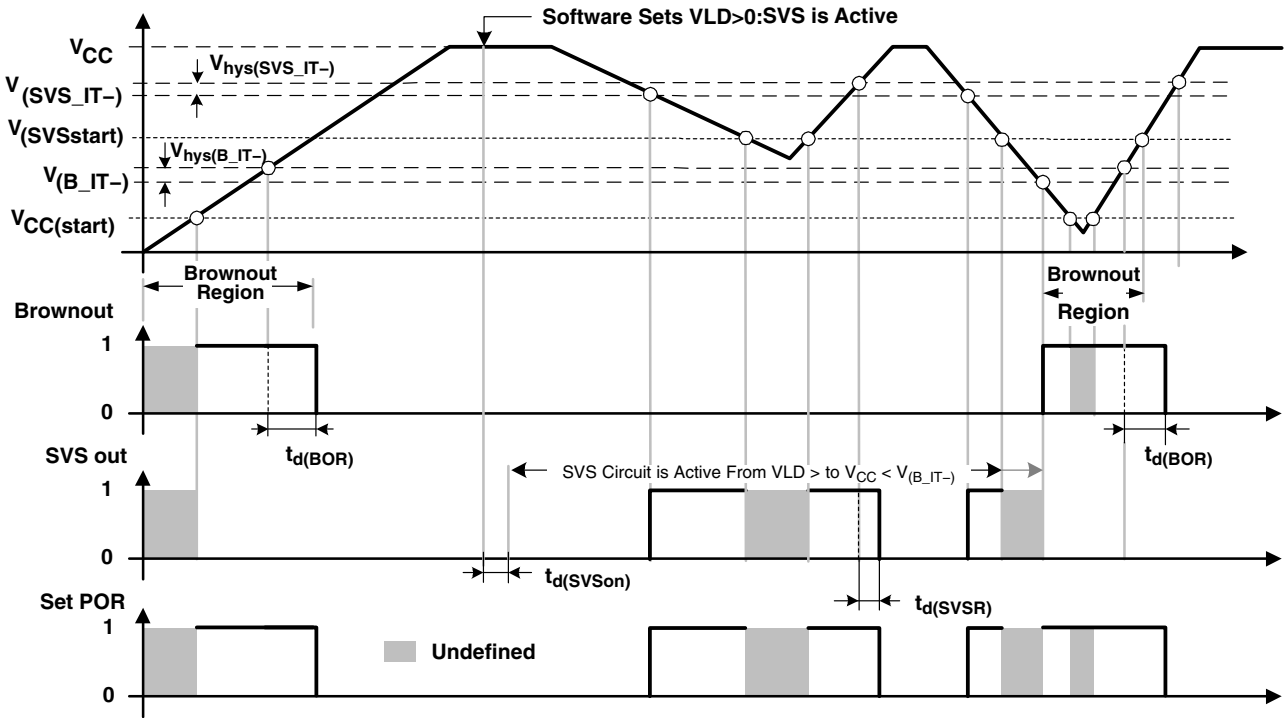 Software Sets VLD>0:SVS is Active
VCC
Vhys(SVS_IT−)
V(SVS_IT−)
V(SVSstart)
Vhys(B_IT−)
V(B_IT−)
VCC(start)
Brownout
Region
Brownout
Region
Brownout
1
0
td(BOR)
td(BOR)
SVS out
SVS Circuit is Active From VLD > to VCC < V(B_IT−)
1
0
td(SVSon)
td(SVSR)
Set POR
1
Undefined
0